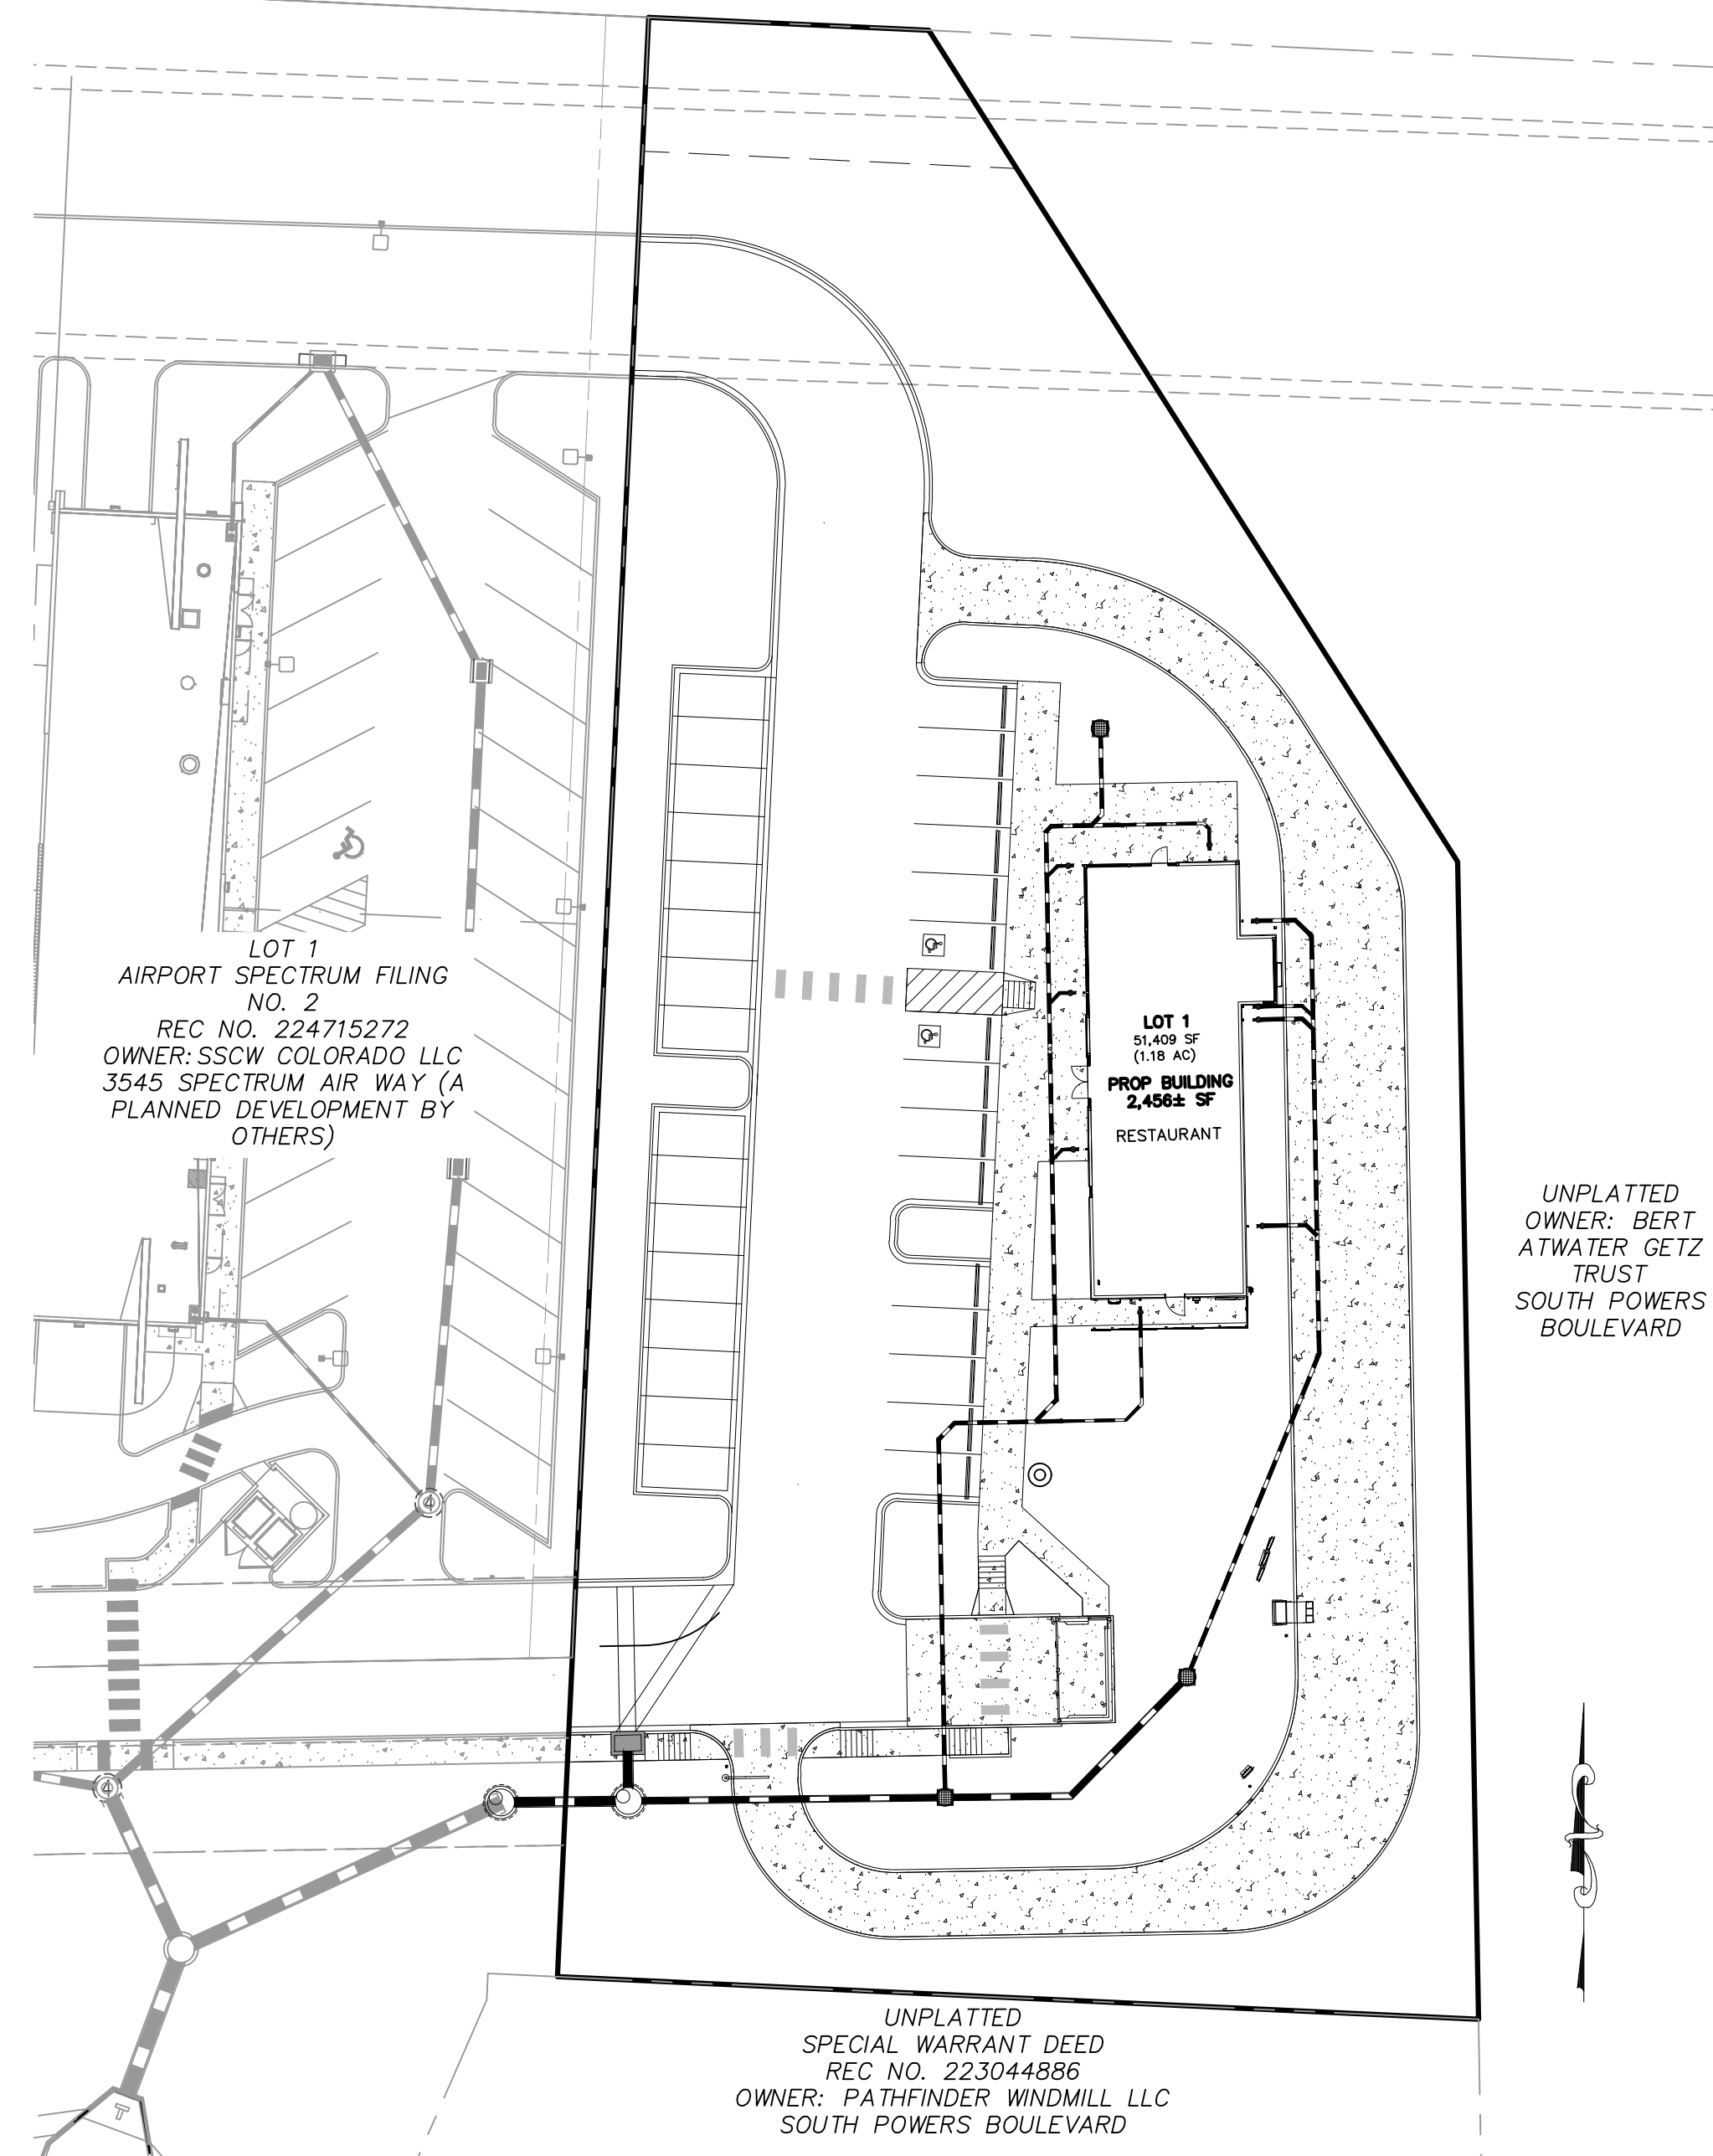 LOT 1
AIRPORT SPECTRUM FILING
NO. 2
REC NO. 224715272
OWNER: SSCW COLORADO LLC
3545 SPECTRUM AIR WAY (A
PLANNED DEVELOPMENT BY
OTHERS)
LOT 1
51,409 SF
(1.18 AC)
PROP BUILDING
2,456± SF
RESTAURANT
UNPLATTED
OWNER: BERT
ATWATER GETZ
TRUST
SOUTH POWERS
BOULEVARD
4
4
T
UNPLATTED
SPECIAL WARRANT DEED
REC NO. 223044886
OWNER: PATHFINDER WINDMILL LLC
SOUTH POWERS BOULEVARD